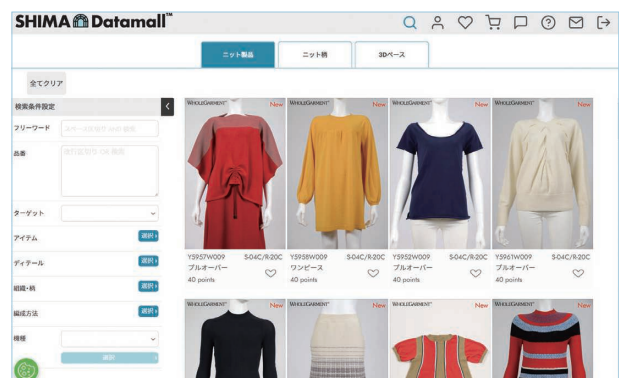 SHIMA Datamall™
ニット製品 ニット柄 3Dベース
全てクリア
検索条件設定
フリーワード
品番
ターゲット
アイテム 選択
ディテール 選択
組織・柄 選択
編成方法 選択
機種
選択
WHOLEGARMENT® New WHOLEGARMENT® New WHOLEGARMENT® New WHOLEGARMENT® New
YS957W009 S-04C/R-20C YS958W009 S-04C/R-20C YS952W009 S-04C/R-20C YS961W009 S-04C/R-20C
プルオーバー ワンピース プルオーバー プルオーバー
40 points 40 points 40 points 40 points
WHOLEGARMENT® New WHOLEGARMENT® New WHOLEGARMENT® New WHOLEGARMENT® New